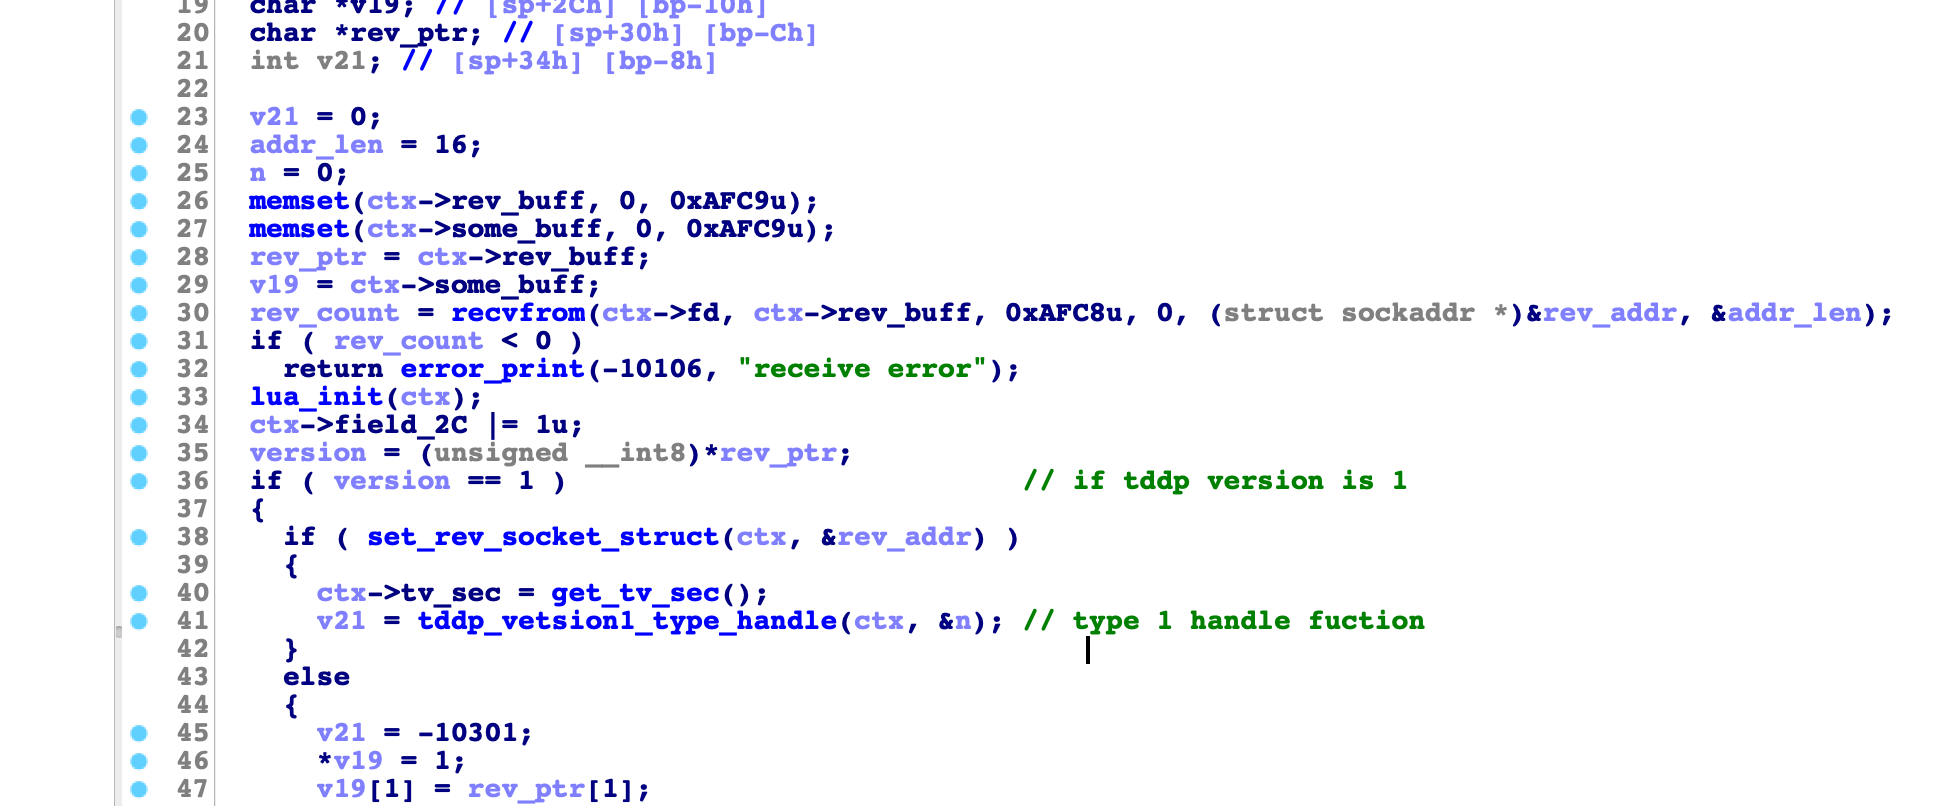 19 char *v19; // [sp+2Ch] [bp-10h]
20 char *rev_ptr; // [sp+30h] [bp-Ch]
21 int v21; // [sp+34h] [bp-8h]
22
23 v21 = 0;
24 addr_len = 16;
25 n = 0;
26 memset(ctx->rev_buff, 0, 0xAFC9u);
27 memset(ctx->some_buff, 0, 0xAFC9u);
28 rev_ptr = ctx->rev_buff;
29 v19 = ctx->some_buff;
30 rev_count = recvfrom(ctx->fd, ctx->rev_buff, 0xAFC8u, 0, (struct sockaddr *)&rev_addr, &addr_len);
31 if ( rev_count < 0 )
32 return error_print(-10106, "receive error");
33 lua_init(ctx);
34 ctx->field_2C |= 1u;
35 version = (unsigned __int8)*rev_ptr;
36 if ( version == 1 ) // if tddp version is 1
37 {
38 if ( set_rev_socket_struct(ctx, &rev_addr) )
39 {
40 ctx->tv_sec = get_tv_sec();
41 v21 = tddp_vetsion1_type_handle(ctx, &n); // type 1 handle fuction
42 }
43 else
44 {
45 v21 = -10301;
46 *v19 = 1;
47 v19[1] = rev_ptr[1];